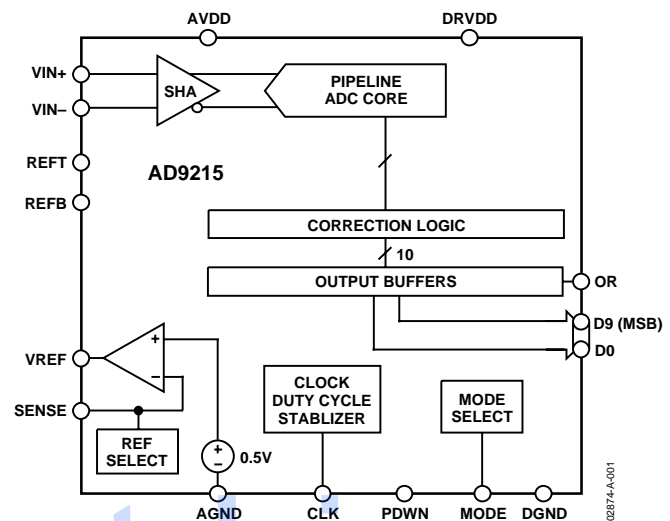 AVDD
DRVDD
VIN+
SHA
PIPELINE
ADC CORE
VIN–
REFT
AD9215
REFB
CORRECTION LOGIC
10
OUTPUT BUFFERS
OR
D9 (MSB)
D0
VREF
+
–
SENSE
REF
SELECT
+
–
0.5V
CLOCK
DUTY CYCLE
STABLIZER
MODE
SELECT
AGND
CLK
PDWN
MODE
DGND
02874-A-001